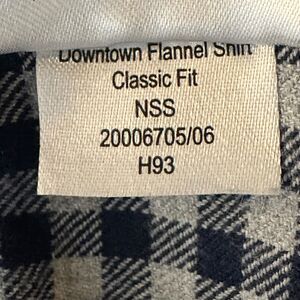 Downtown Flannel Shirt
Classic Fit
NSS
20006705/06
H93